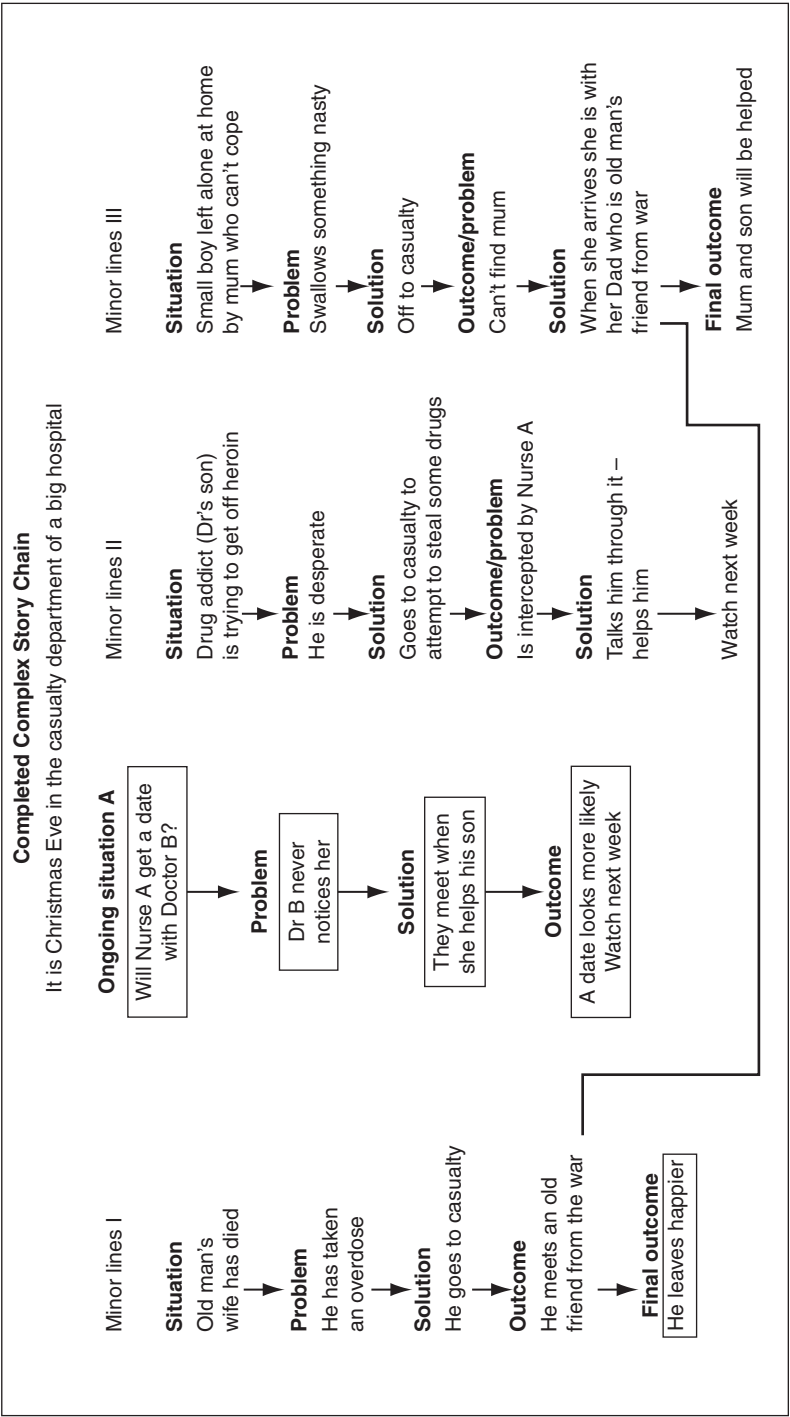 Completed Complex Story Chain
It is Christmas Eve in the casualty department of a big hospital
Minor lines I
Situation
Old man's
wife has died
Problem
He has taken
an overdose
Solution
He goes to casualty
Outcome
He meets an old
friend from the war
Final outcome
He leaves happier
Ongoing situation A
Will Nurse A get a date
with Doctor B?
Problem
Dr B never
notices her
Solution
They meet when
she helps his son
Outcome
A date looks more likely
Watch next week
Minor lines II
Situation
Drug addict (Dr's son)
is trying to get off heroin
Problem
He is desperate
Solution
Goes to casualty to
attempt to steal some drugs
Outcome/problem
Is intercepted by Nurse A
Solution
Talks him through it –
helps him
Watch next week
Minor lines III
Situation
Small boy left alone at home
by mum who can't cope
Problem
Swallows something nasty
Solution
Off to casualty
Outcome/problem
Can't find mum
Solution
When she arrives she is with
her Dad who is old man's
friend from war
Final outcome
Mum and son will be helped